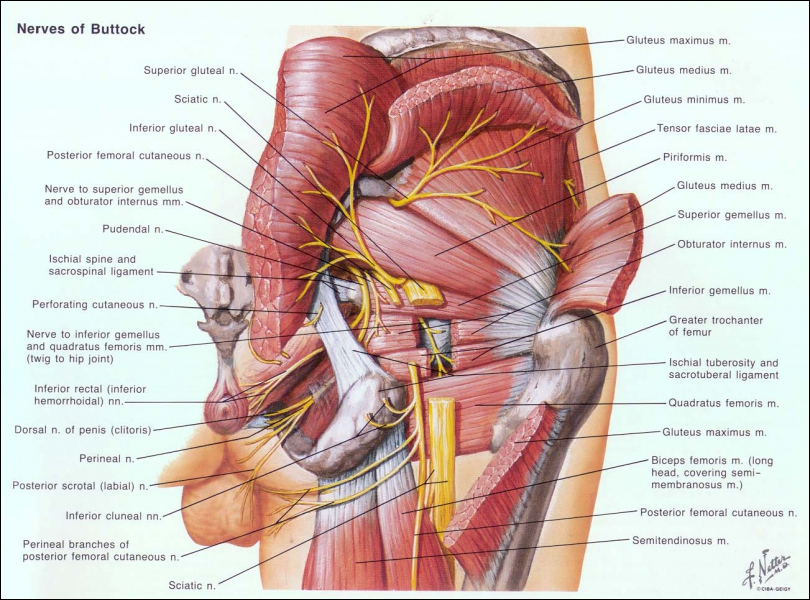 Nerves of Buttock
Superior gluteal n.
Sciatic n.
Inferior gluteal n.
Posterior femoral cutaneous n.
Nerve to superior gemellus
and obturator internus mm.
Pudendal n.
Ischial spine and
sacrospinal ligament
Perforating cutaneous n.
Nerve to inferior gemellus
and quadratus femoris mm.
(twig to hip joint)
Inferior rectal (inferior
hemorrhoidal) nn.
Dorsal n. of penis (clitoris)
Perineal n.
Posterior scrotal (labial) n.
Inferior cluneal nn.
Perineal branches of
posterior femoral cutaneous n.
Sciatic n.
Gluteus maximus m.
Gluteus medius m.
Gluteus minimus m.
Tensor fasciae latae m.
Piriformis m.
Gluteus medius m.
Superior gemellus m.
Obturator internus m.
Inferior gemellus m.
Greater trochanter
of femur
Ischial tuberosity and
sacrotuberal ligament
Quadratus femoris m.
Gluteus maximus m.
Biceps femoris m. (long
head, covering semi-
membranosus m.)
Posterior femoral cutaneous n.
Semitendinosus m.
F. Netter
M.D.
©CIBA-GEIGY